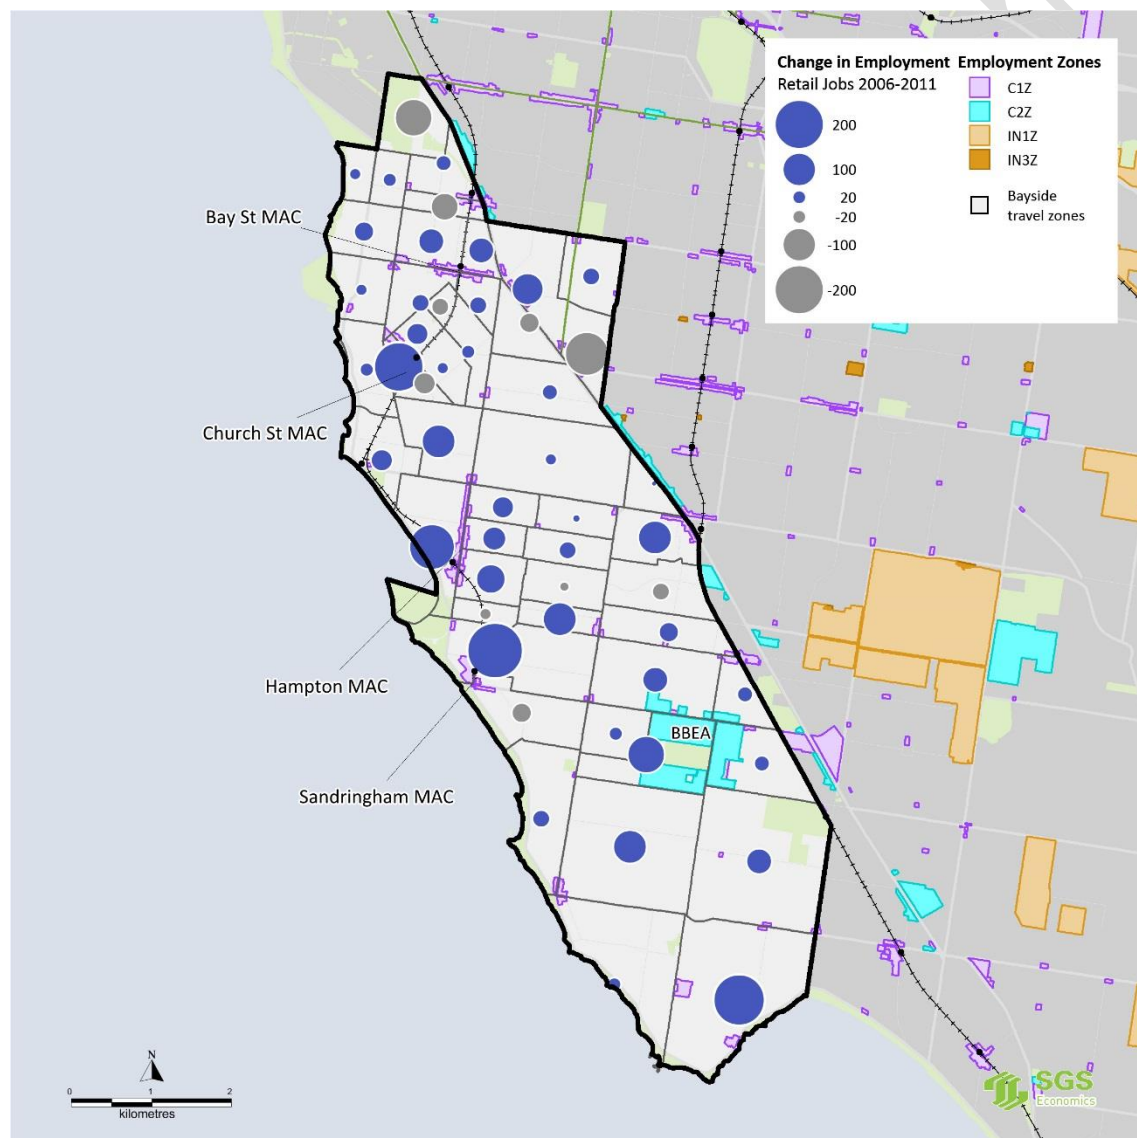 Change in Employment
Retail Jobs 2006-2011
200
100
20
-20
-100
-200
Employment Zones
C1Z
C2Z
IN1Z
IN3Z
Bayside
travel zones
Bay St MAC
Church St MAC
Hampton MAC
BBEA
Sandringham MAC
N
0 1 2
kilometres
SGS
Economics